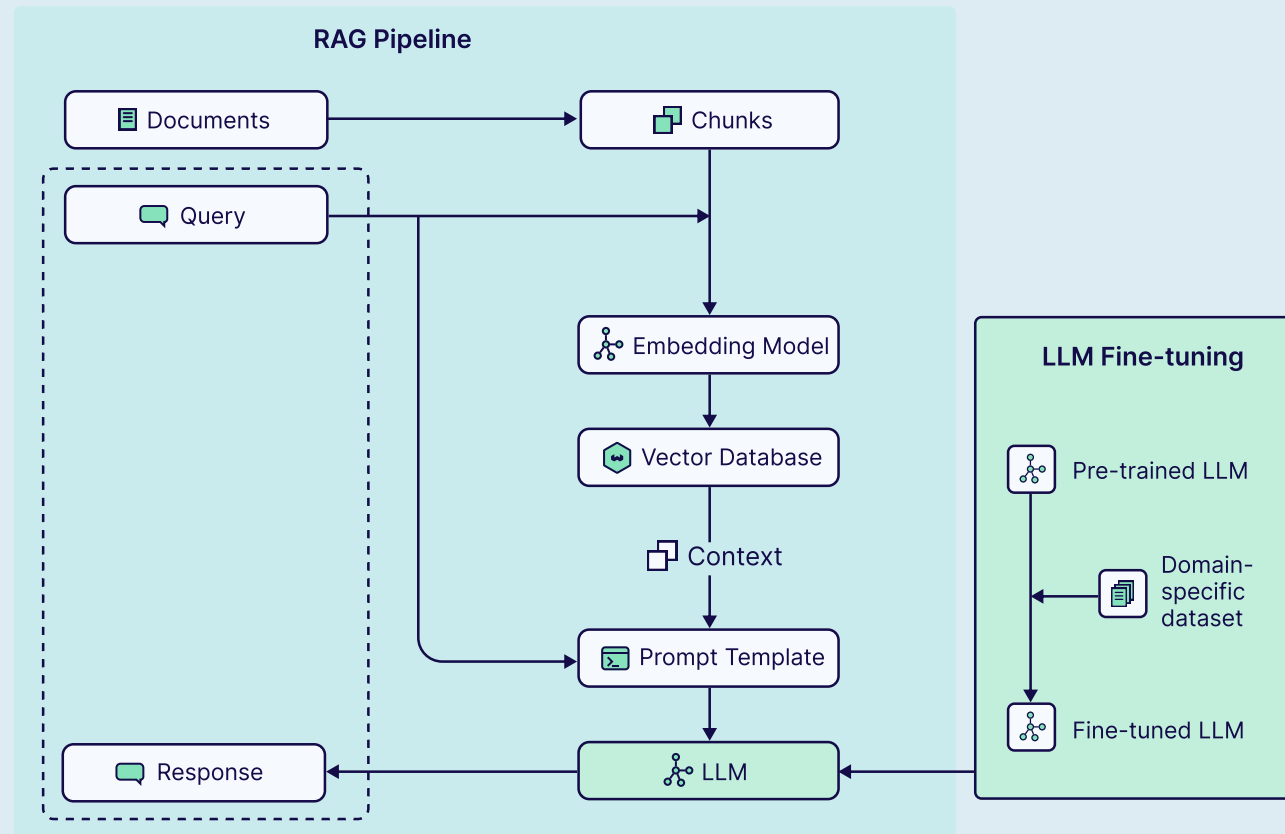 RAG Pipeline
Documents
Chunks
Query
Embedding Model
Vector Database
Context
Prompt Template
Response
LLM
LLM Fine-tuning
Pre-trained LLM
Domain-
specific
dataset
Fine-tuned LLM